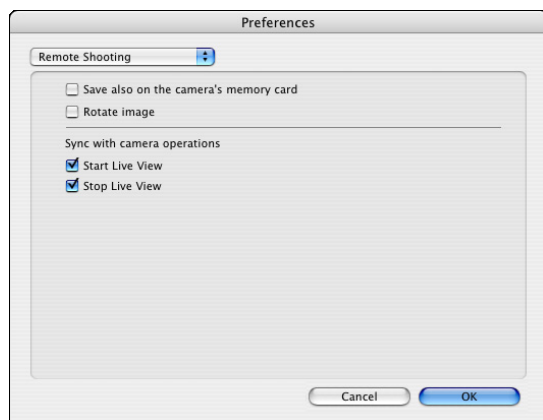 Preferences
Remote Shooting
Save also on the camera's memory card
Rotate image
Sync with camera operations
Start Live View
Stop Live View
Cancel OK